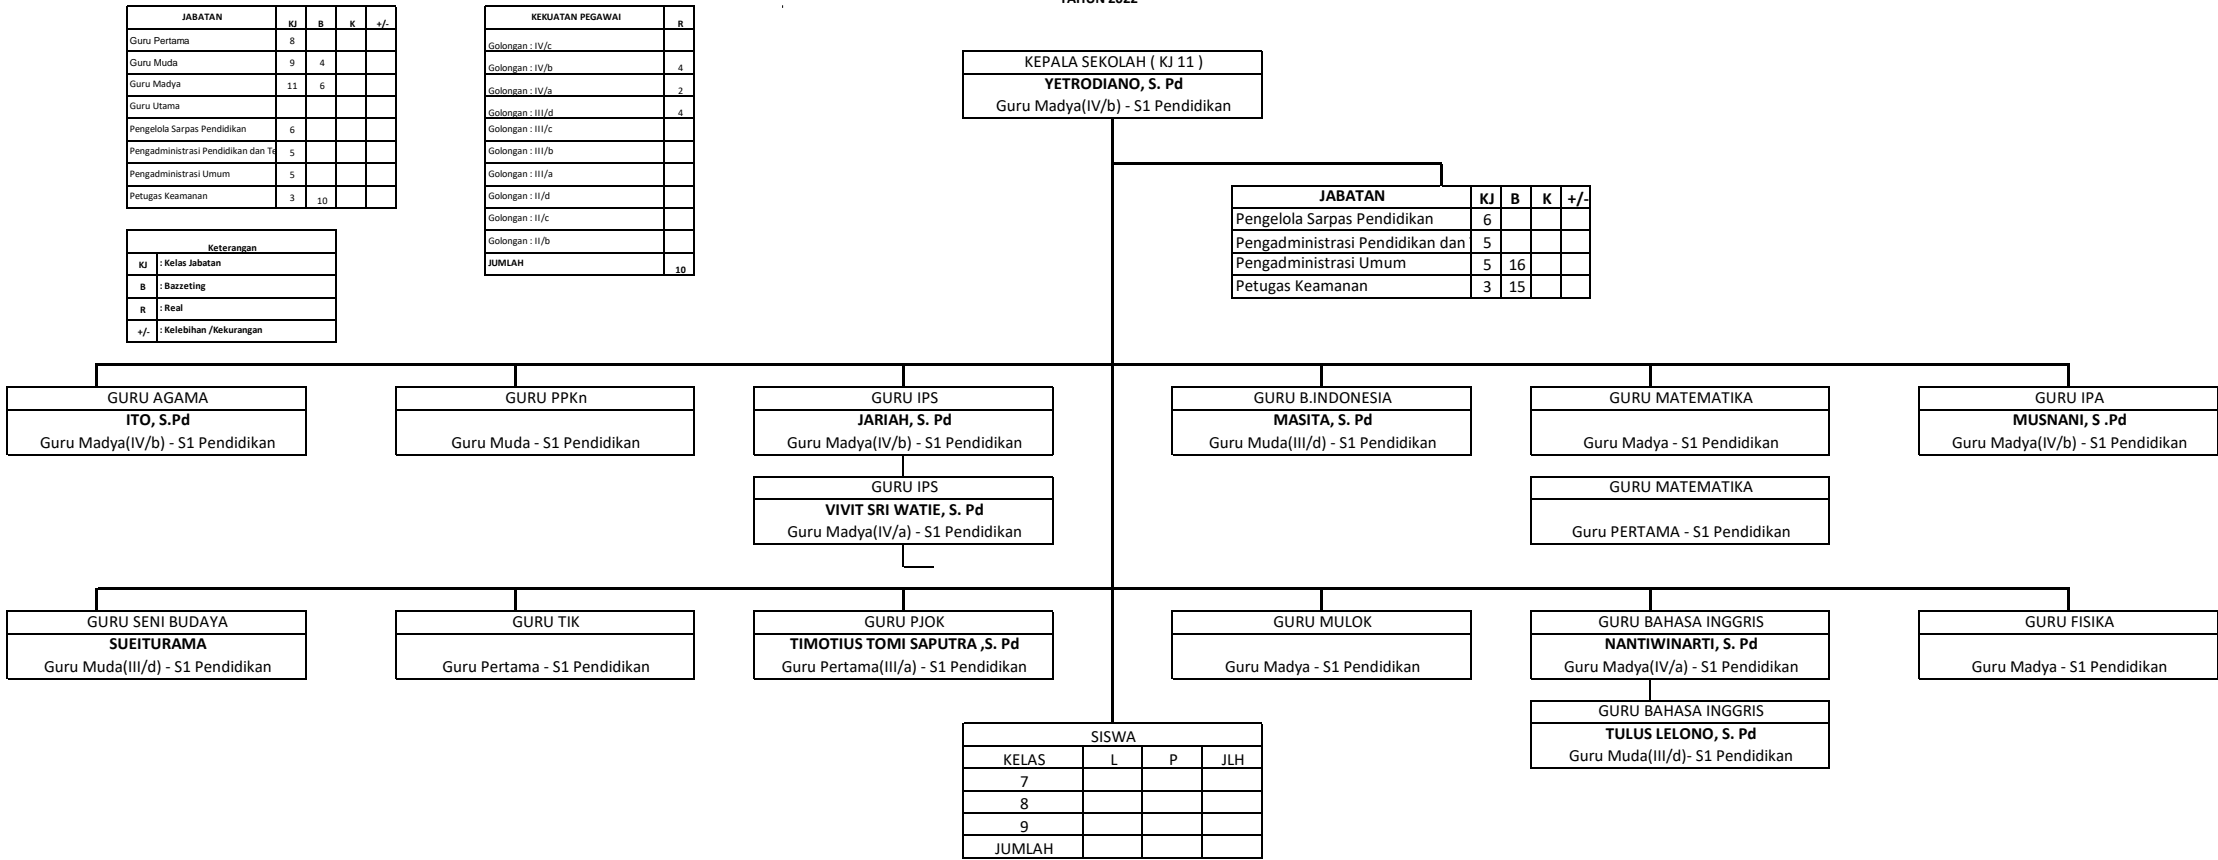 TAHUN 2022
JABATAN KJ B K +/-
Guru Pertama 8
Guru Muda 9 4
Guru Madya 11 6
Guru Utama
Pengelola Sarpas Pendidikan 6
Pengadministrasi Pendidikan dan Te 5
Pengadministrasi Umum 5
Petugas Keamanan 3 10
Keterangan
KJ : Kelas Jabatan
B : Bazzeting
R : Real
+/- : Kelebihan /Kekurangan
KEKUATAN PEGAWAI R
Golongan : IV/c
Golongan : IV/b 4
Golongan : IV/a 2
Golongan : III/d 4
Golongan : III/c
Golongan : III/b
Golongan : III/a
Golongan : II/d
Golongan : II/c
Golongan : II/b
JUMLAH 10
KEPALA SEKOLAH ( KJ 11 )
YETRODIANO, S. Pd
Guru Madya(IV/b) - S1 Pendidikan
JABATAN KJ B K +/-
Pengelola Sarpas Pendidikan 6
Pengadministrasi Pendidikan dan 5
Pengadministrasi Umum 5 16
Petugas Keamanan 3 15
GURU AGAMA
ITO, S.Pd
Guru Madya(IV/b) - S1 Pendidikan
GURU PPKn
Guru Muda - S1 Pendidikan
GURU IPS
JARIAH, S. Pd
Guru Madya(IV/b) - S1 Pendidikan
GURU IPS
VIVIT SRI WATIE, S. Pd
Guru Madya(IV/a) - S1 Pendidikan
GURU B.INDONESIA
MASITA, S. Pd
Guru Muda(III/d) - S1 Pendidikan
GURU MATEMATIKA
Guru Madya - S1 Pendidikan
GURU MATEMATIKA
Guru PERTAMA - S1 Pendidikan
GURU IPA
MUSNANI, S .Pd
Guru Madya(IV/b) - S1 Pendidikan
GURU SENI BUDAYA
SUEITURAMA
Guru Muda(III/d) - S1 Pendidikan
GURU TIK
Guru Pertama - S1 Pendidikan
GURU PJOK
TIMOTIUS TOMI SAPUTRA ,S. Pd
Guru Pertama(III/a) - S1 Pendidikan
GURU MULOK
Guru Madya - S1 Pendidikan
GURU BAHASA INGGRIS
NANTIWINARTI, S. Pd
Guru Madya(IV/a) - S1 Pendidikan
GURU BAHASA INGGRIS
TULUS LELONO, S. Pd
Guru Muda(III/d)- S1 Pendidikan
GURU FISIKA
Guru Madya - S1 Pendidikan
SISWA
KELAS L P JLH
7
8
9
JUMLAH